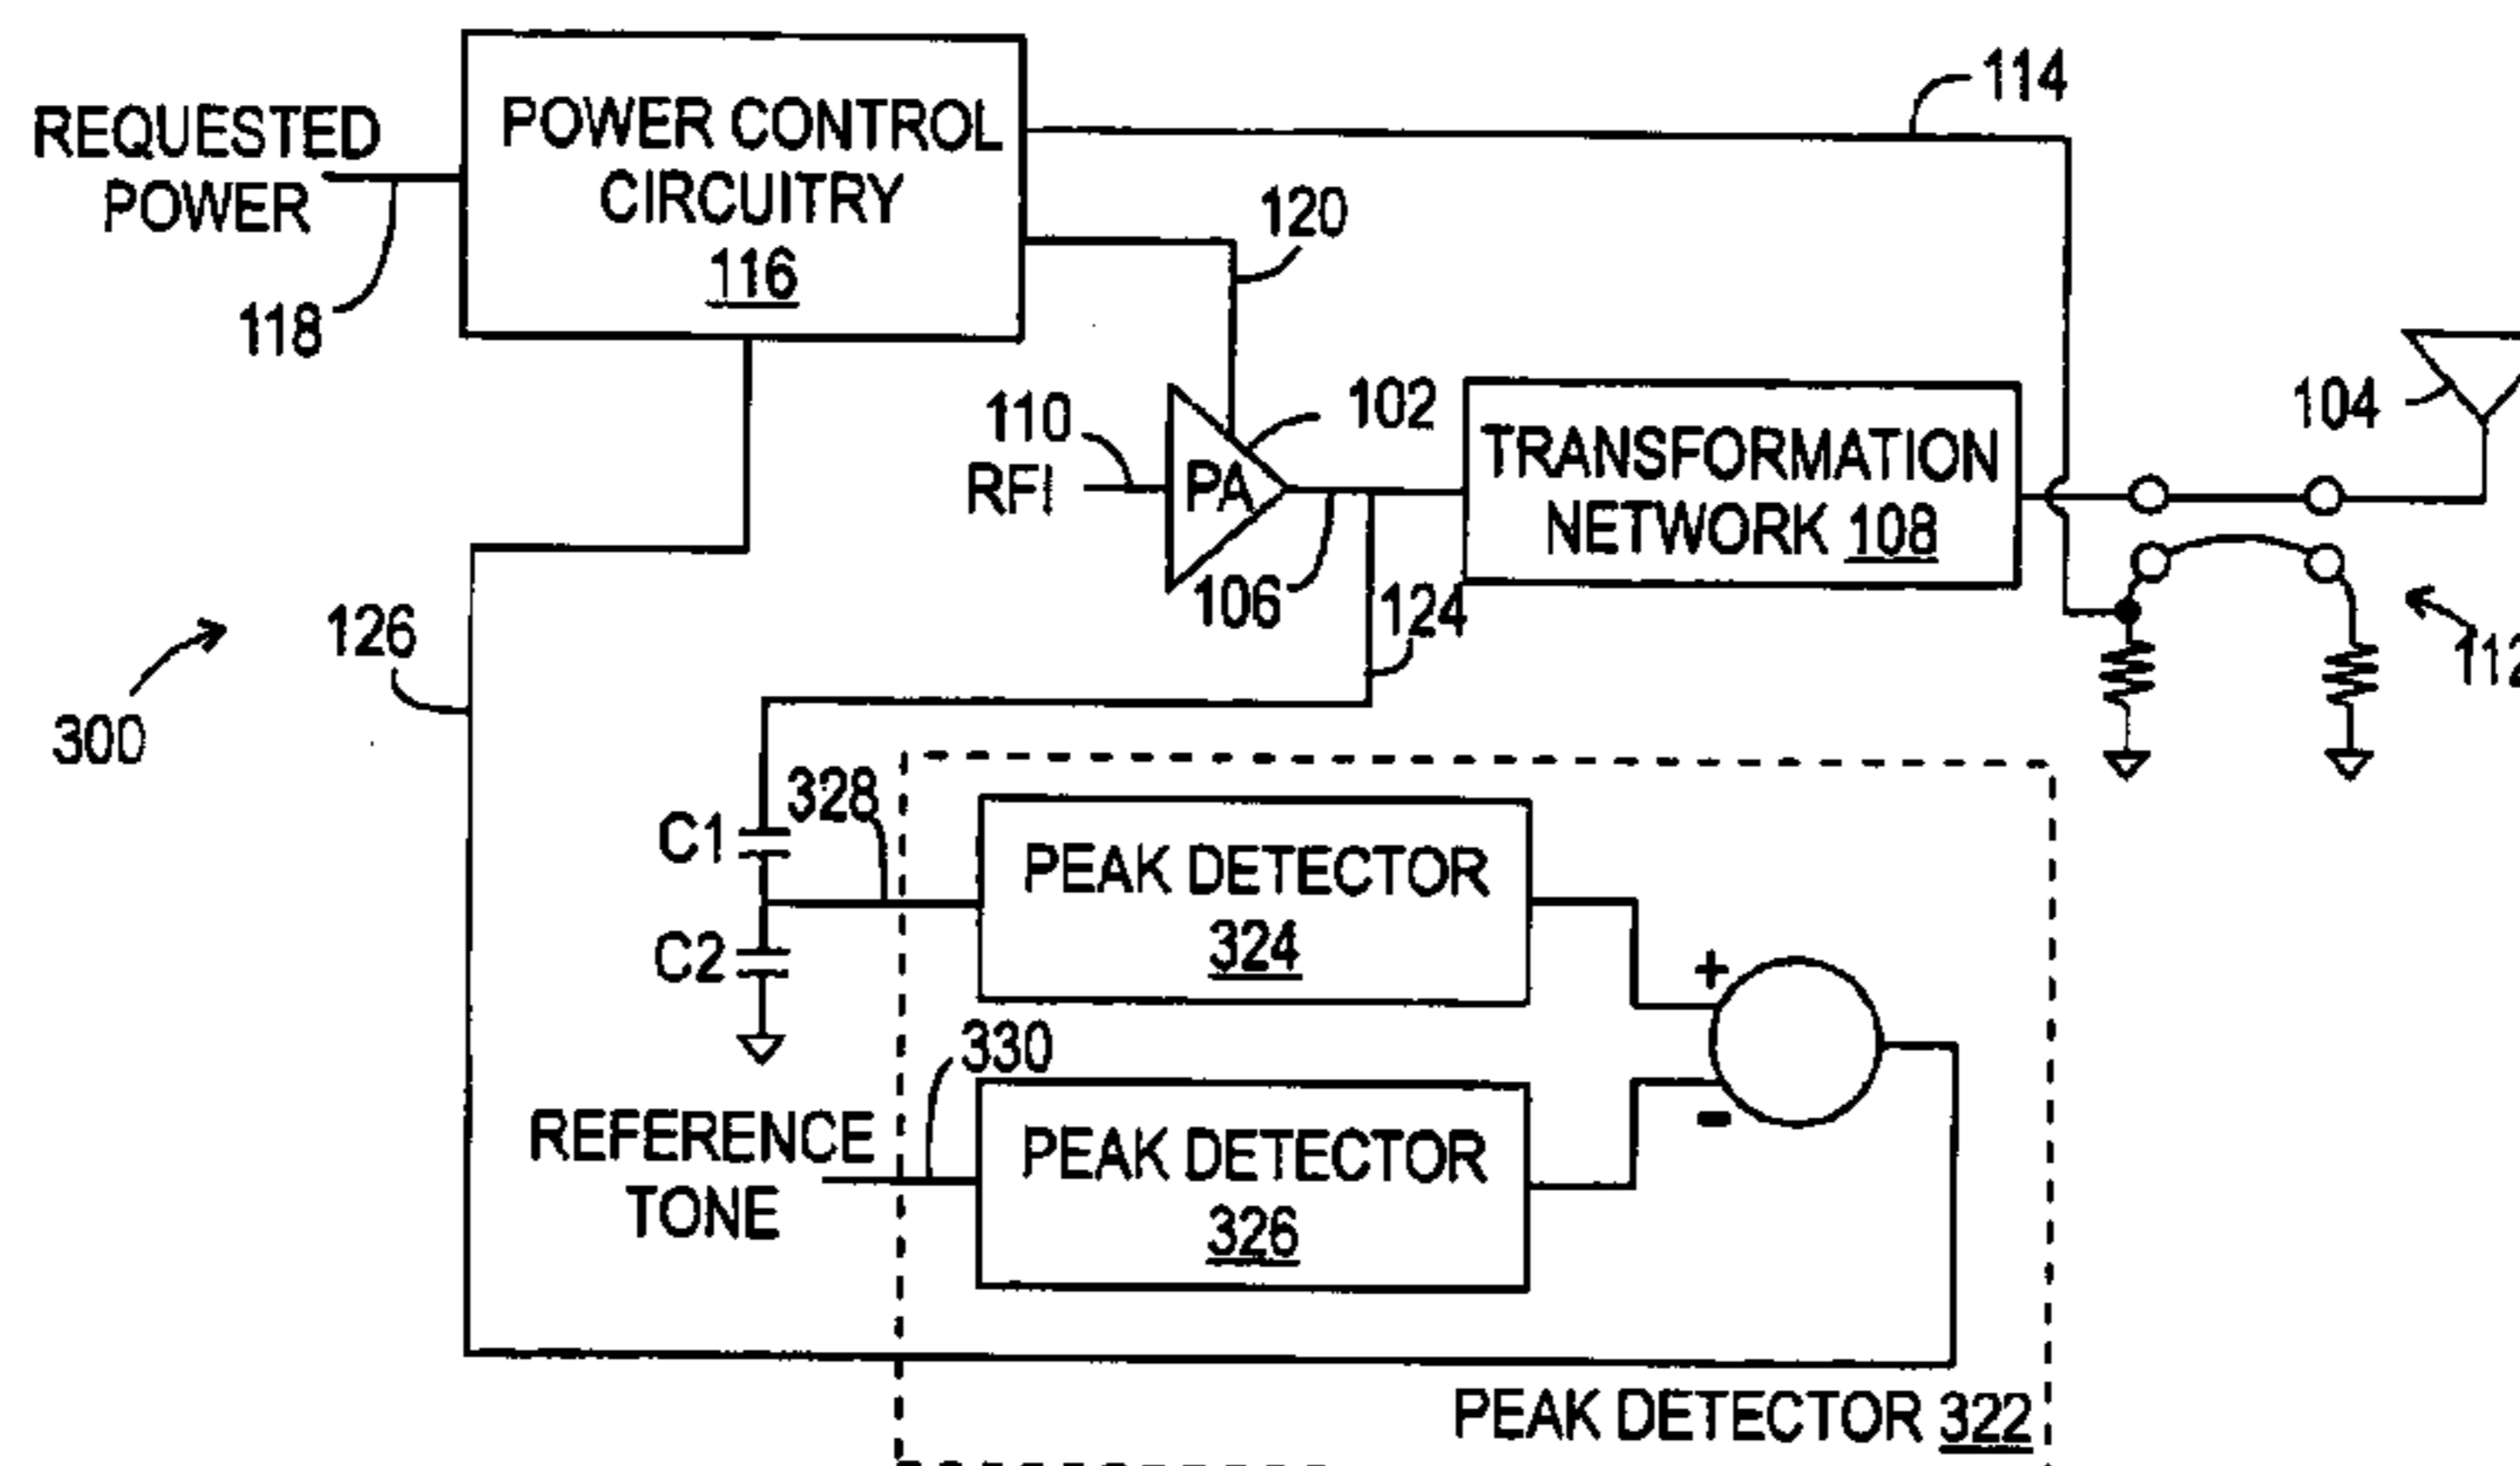 POWER CONTROL
CIRCUITRY
116
REQUESTED
POWER
118
114
120
110
RFI
PA
102
106
124
TRANSFORMATION
NETWORK 108
104
112
300
126
C1
C2
328
PEAK DETECTOR
324
+
-
330
REFERENCE
TONE
PEAK DETECTOR
326
PEAK DETECTOR 322